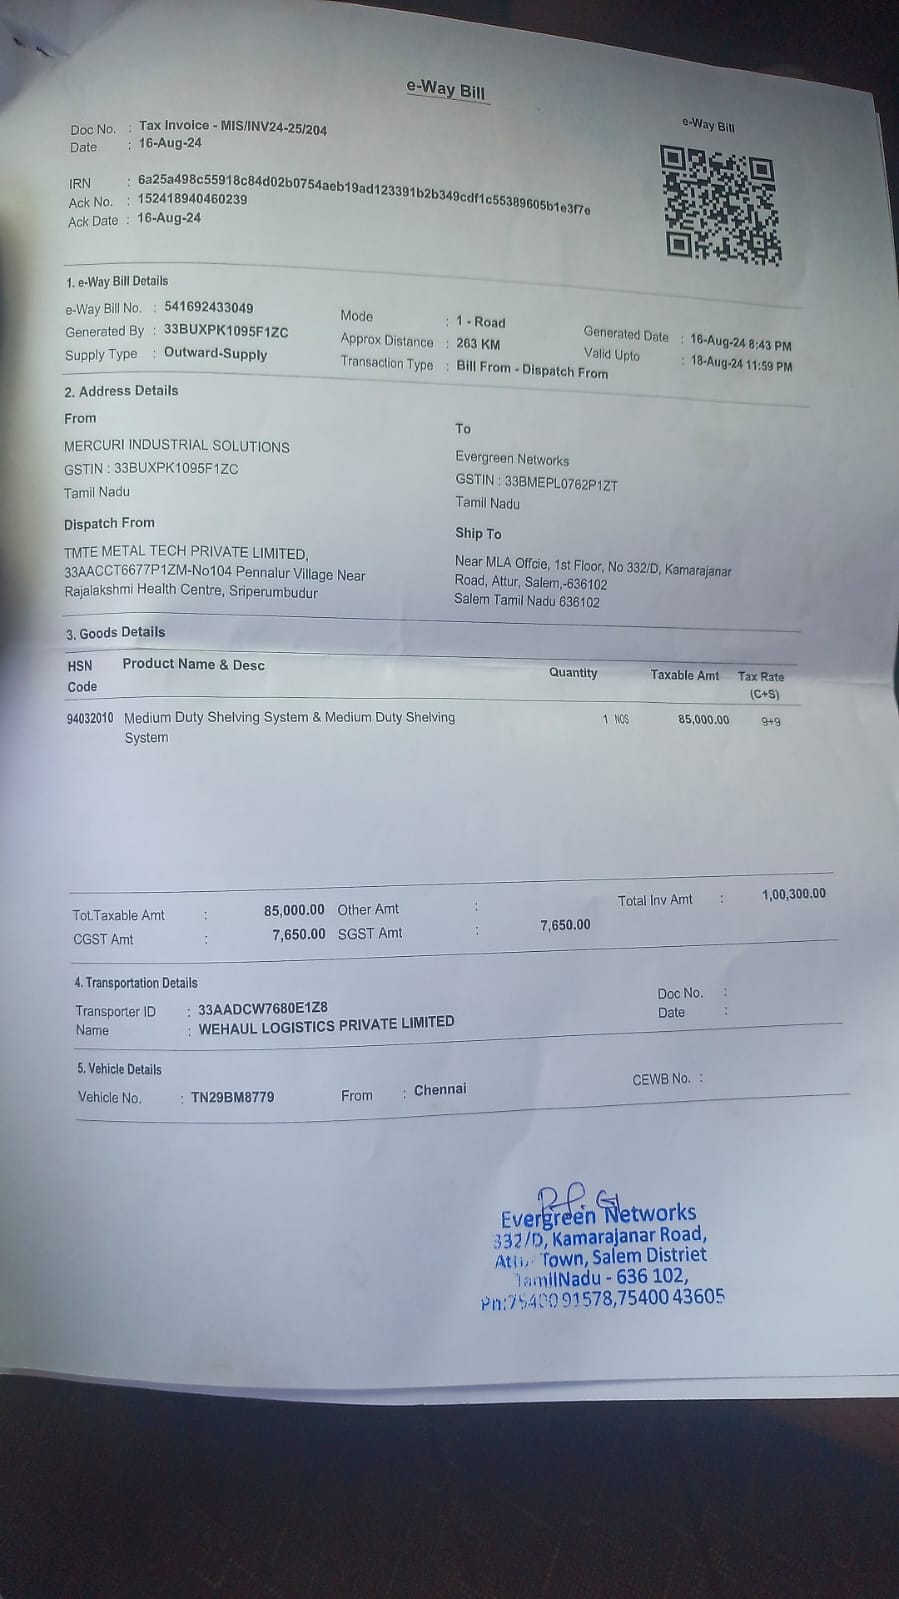 e-Way Bill
Doc No. : Tax Invoice - MIS/INV24-25/204
Date : 16-Aug-24
e-Way Bill
IRN : 6a25a498c55918c84d02b0754aeb19ad123391b2b349cdf1c55389605b1e3f7e
Ack No. : 152418940460239
Ack Date : 16-Aug-24
1. e-Way Bill Details
e-Way Bill No. : 541692433049 Mode : 1 - Road Generated Date : 16-Aug-24 8:43 PM
Generated By : 33BUXPK1095F1ZC Approx Distance : 263 KM Valid Upto : 18-Aug-24 11:59 PM
Supply Type : Outward-Supply Transaction Type : Bill From - Dispatch From
2. Address Details
From
MERCURI INDUSTRIAL SOLUTIONS
GSTIN : 33BUXPK1095F1ZC
Tamil Nadu
To
Evergreen Networks
GSTIN : 33BMEPL0762P1ZT
Tamil Nadu
Dispatch From
TMTE METAL TECH PRIVATE LIMITED,
33AACCT6677P1ZM-No104 Pennalur Village Near
Rajalakshmi Health Centre, Sriperumbudur
Ship To
Near MLA Offcie, 1st Floor, No 332/D, Kamarajanar
Road, Attur, Salem,-636102
Salem Tamil Nadu 636102
3. Goods Details
HSN Product Name & Desc Quantity Taxable Amt Tax Rate
Code (C+S)
94032010 Medium Duty Shelving System & Medium Duty Shelving 1 NOS 85,000.00 9+9
System
Tot.Taxable Amt : 85,000.00 Other Amt : Total Inv Amt : 1,00,300.00
CGST Amt : 7,650.00 SGST Amt : 7,650.00
4. Transportation Details
Transporter ID : 33AADCW7680E1Z8 Doc No. :
Name : WEHAUL LOGISTICS PRIVATE LIMITED Date :
5. Vehicle Details
Vehicle No. : TN29BM8779 From : Chennai CEWB No. :
Evergreen Networks
332/D, Kamarajanar Road,
Town, Salem Distriet
TamilNadu - 636 102,
Pn:75400 91578,75400 43605